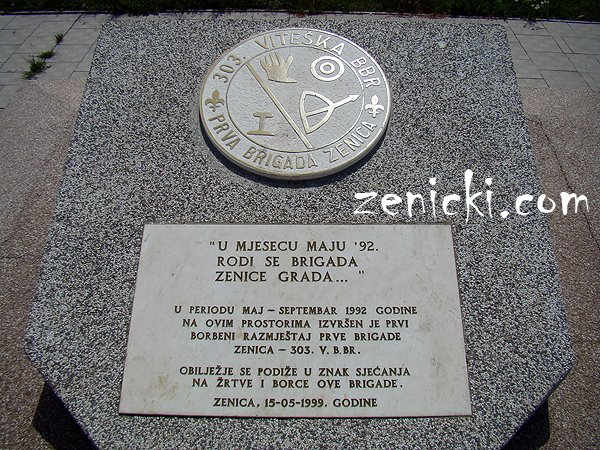 303. VITEŠKA BBR
PRVA BRIGADA ZENICA
zenicki.com
"U MJESECU MAJU '92.
RODI SE BRIGADA
ZENICE GRADA... "
U PERIODU MAJ – SEPTEMBAR 1992 GODINE
NA OVIM PROSTORIMA IZVRŠEN JE PRVI
BORBENI RAZMJEŠTAJ PRVE BRIGADE
ZENICA – 303. V. B.BR.
OBILJEŽJE SE PODIŽE U ZNAK SJEĆANJA
NA ŽRTVE I BORCE OVE BRIGADE.
ZENICA, 15-05-1999. GODINE